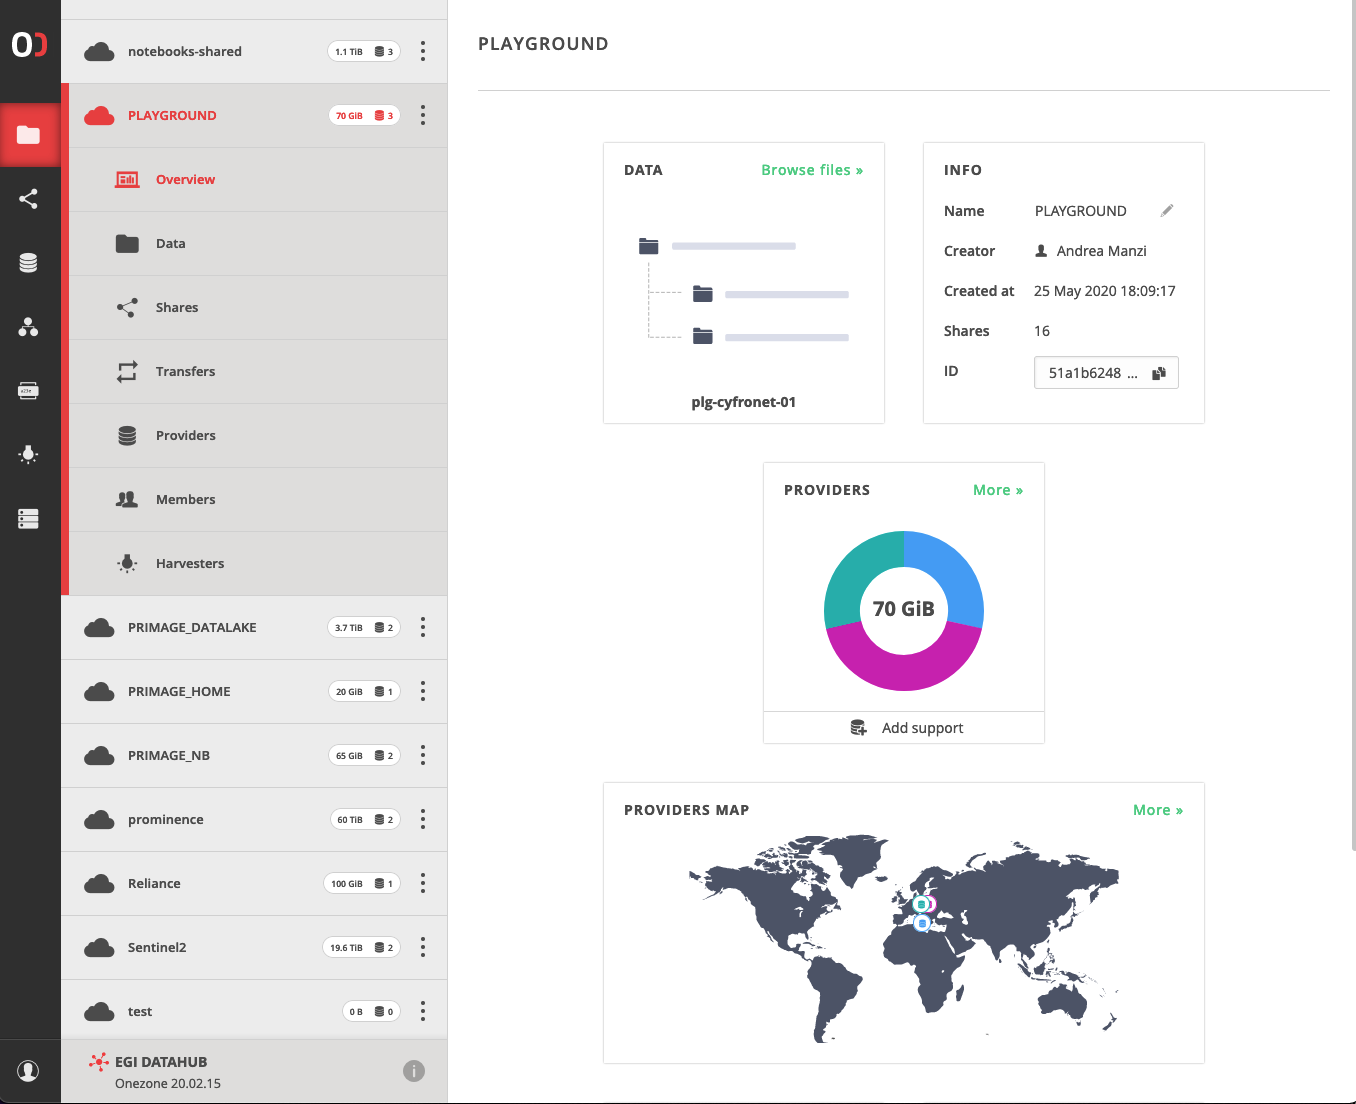 notebooks-shared 1.1 TiB 3
PLAYGROUND 70 GiB 3
Overview
Data
Shares
Transfers
Providers
Members
Harvesters
PRIMAGE_DATALAKE 3.7 TiB 2
PRIMAGE_HOME 20 GiB 1
PRIMAGE_NB 65 GiB 2
prominence 60 TiB 2
Reliance 100 GiB 1
Sentinel2 19.6 TiB 2
test 0 B 0
EGI DATAHUB
Onezone 20.02.15
PLAYGROUND
DATA Browse files »
plg-cyfronet-01
INFO
Name PLAYGROUND
Creator Andrea Manzi
Created at 25 May 2020 18:09:17
Shares 16
ID 51a1b6248 ...
PROVIDERS More »
70 GiB
Add support
PROVIDERS MAP More »